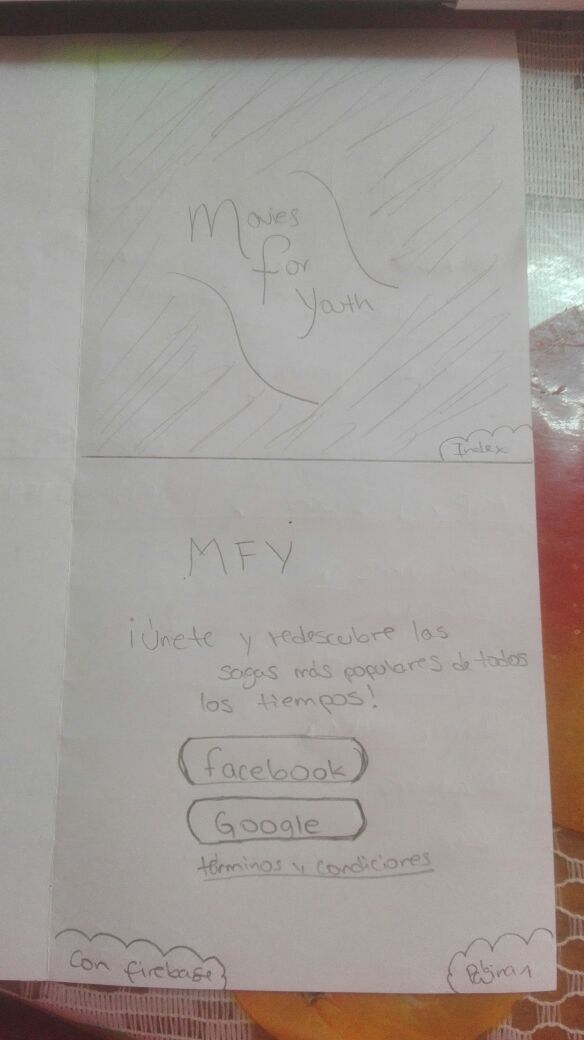 Movies
for
Youth
Index
MFY
¡Únete y redescubre las
sagas más populares de todos
los tiempos!
facebook
Google
términos y condiciones
Con firebase
Página 1